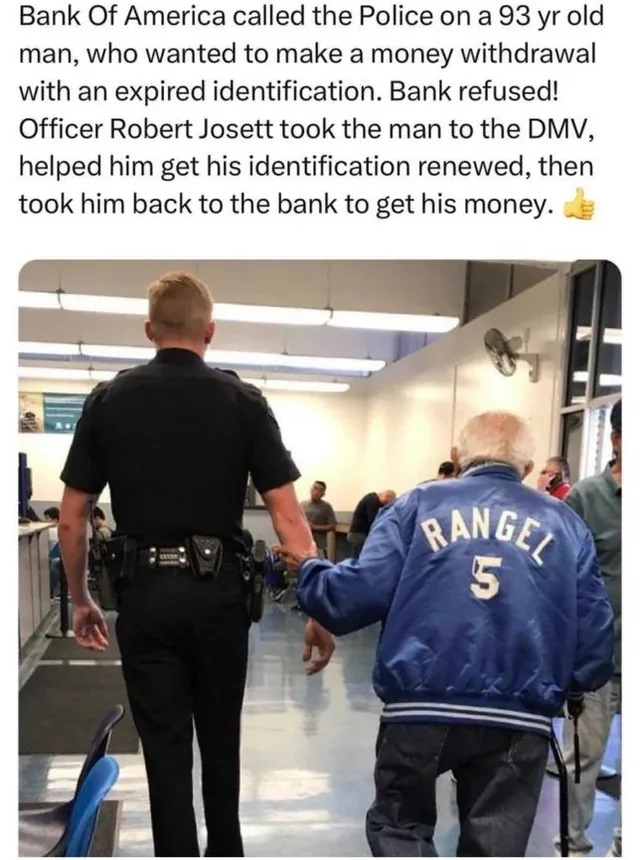 Bank Of America called the Police on a 93 yr old
man, who wanted to make a money withdrawal
with an expired identification. Bank refused!
Officer Robert Josett took the man to the DMV,
helped him get his identification renewed, then
took him back to the bank to get his money. 👍
RANGEL
5